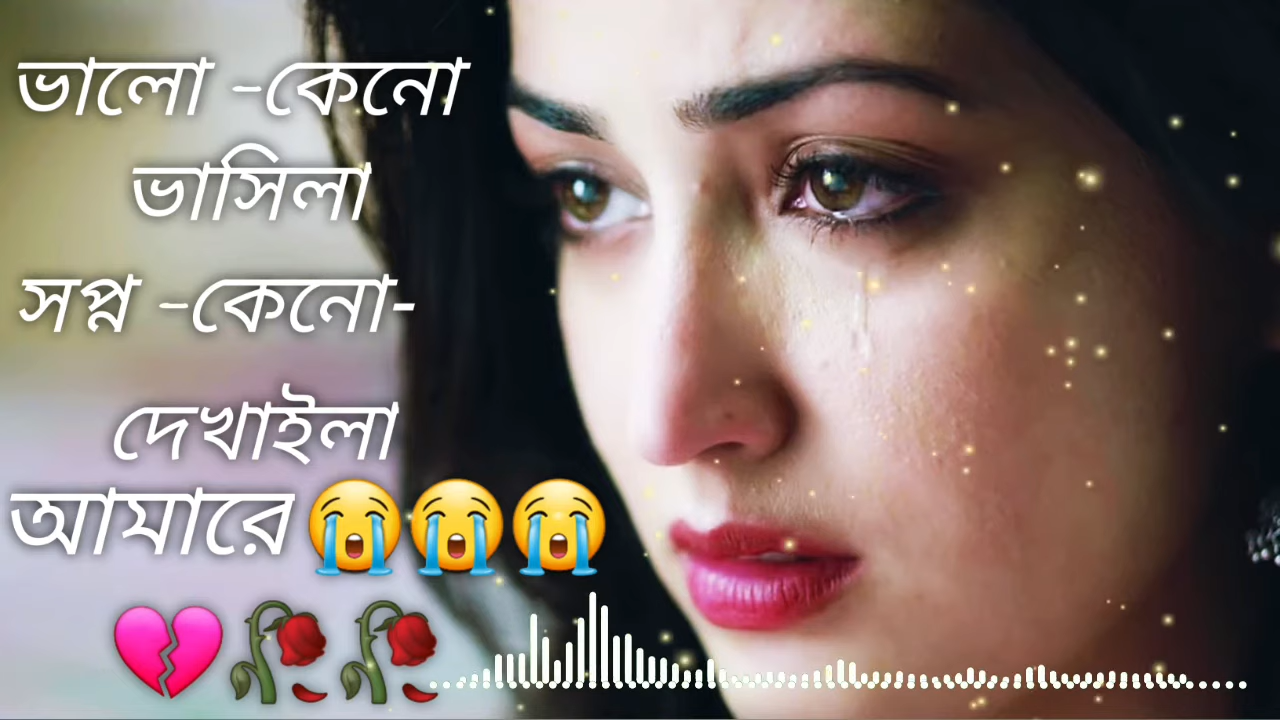 ভালো -কেনো
ভাসিলা
সপ্ন -কেনো-
দেখাইলা
আমারে 😭😭😭
💔🥀🥀